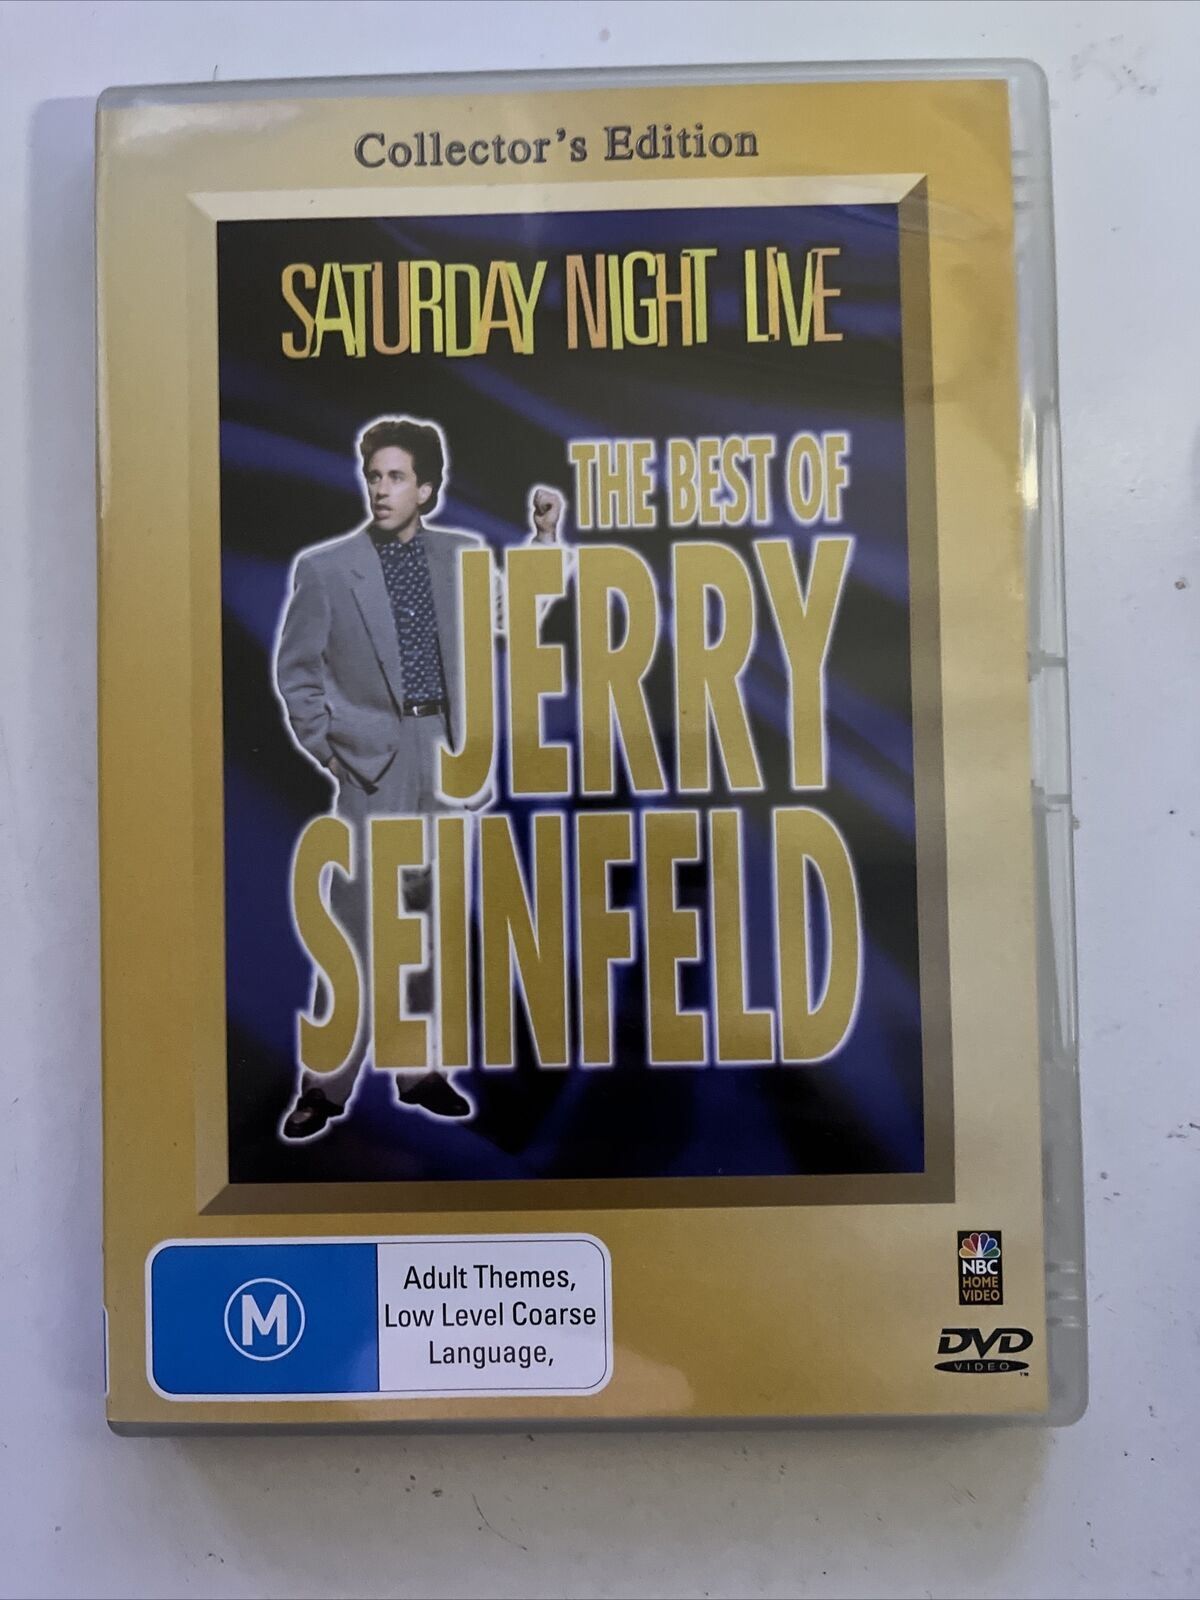 Collector's Edition
SATURDAY NIGHT LIVE
THE BEST OF
JERRY
SEINFELD
M
Adult Themes,
Low Level Coarse
Language,
NBC
HOME
VIDEO
DVD
VIDEO
TM